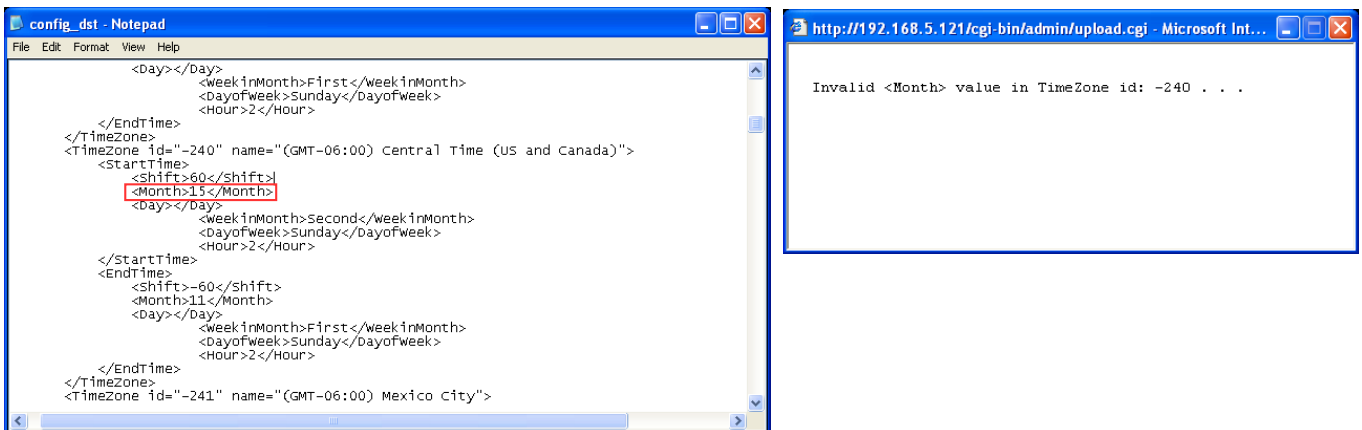 config_dst - Notepad
File Edit Format View Help
<Day></Day>
<WeekinMonth>First</WeekinMonth>
<DayofWeek>Sunday</DayofWeek>
<Hour>2</Hour>
</EndTime>
</TimeZone>
<TimeZone id="-240" name="(GMT-06:00) Central Time (US and Canada)">
<StartTime>
<Shift>60</Shift>
<Month>15</Month>
<Day></Day>
<WeekinMonth>Second</WeekinMonth>
<DayofWeek>Sunday</DayofWeek>
<Hour>2</Hour>
</StartTime>
<EndTime>
<Shift>-60</Shift>
<Month>11</Month>
<Day></Day>
<WeekinMonth>First</WeekinMonth>
<DayofWeek>Sunday</DayofWeek>
<Hour>2</Hour>
</EndTime>
</TimeZone>
<TimeZone id="-241" name="(GMT-06:00) Mexico City">
http://192.168.5.121/cgi-bin/admin/upload.cgi - Microsoft Int...
Invalid <Month> value in TimeZone id: -240 . . .